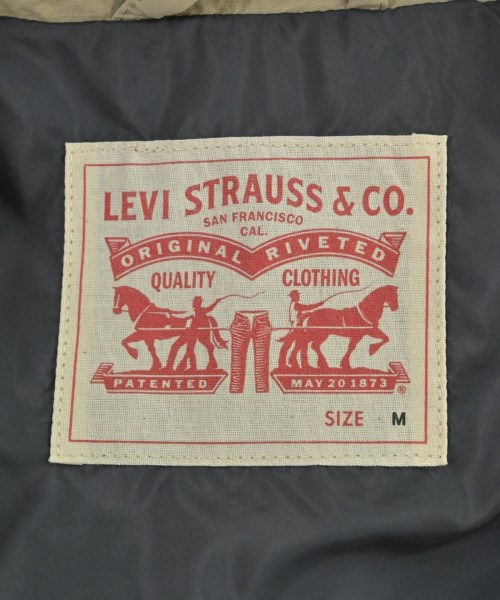 LEVI STRAUSS & CO.
SAN FRANCISCO
CAL.
ORIGINAL RIVETED
QUALITY CLOTHING
PATENTED MAY 20 1873 ®
SIZE M